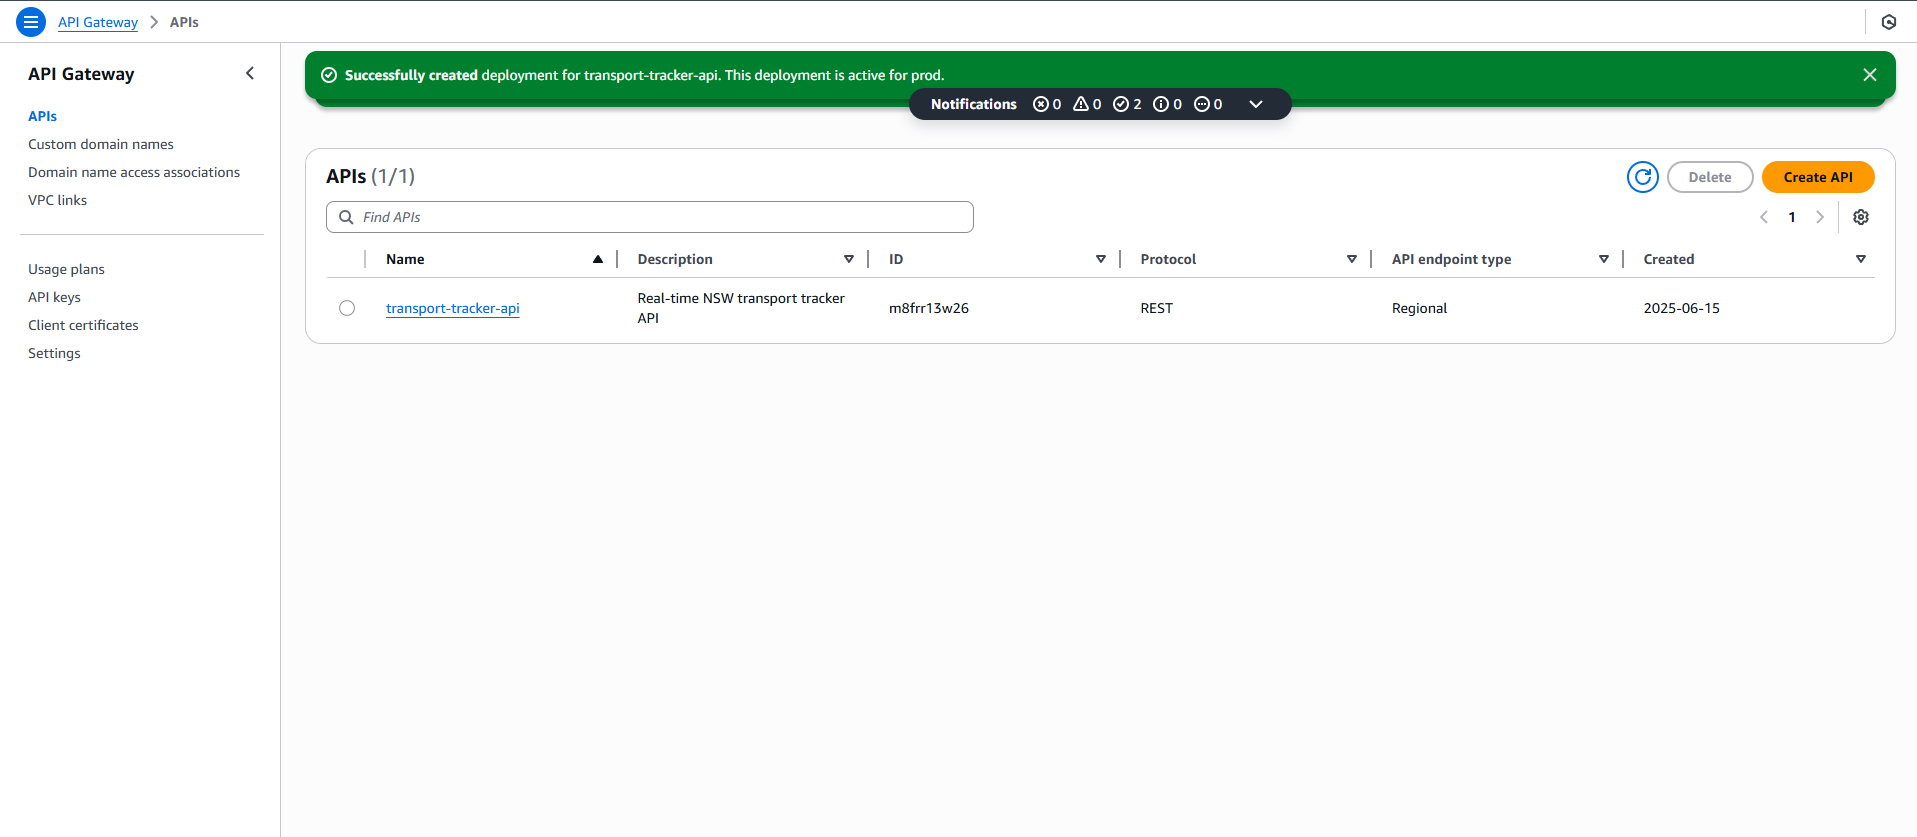 API Gateway > APIs
API Gateway
APIs
Custom domain names
Domain name access associations
VPC links
Usage plans
API keys
Client certificates
Settings
Successfully created deployment for transport-tracker-api. This deployment is active for prod.
Notifications 0 0 2 0 0
APIs (1/1)
Delete
Create API
Find APIs
1
Name Description ID Protocol API endpoint type Created
transport-tracker-api Real-time NSW transport tracker m8frr13w26 REST Regional 2025-06-15
API